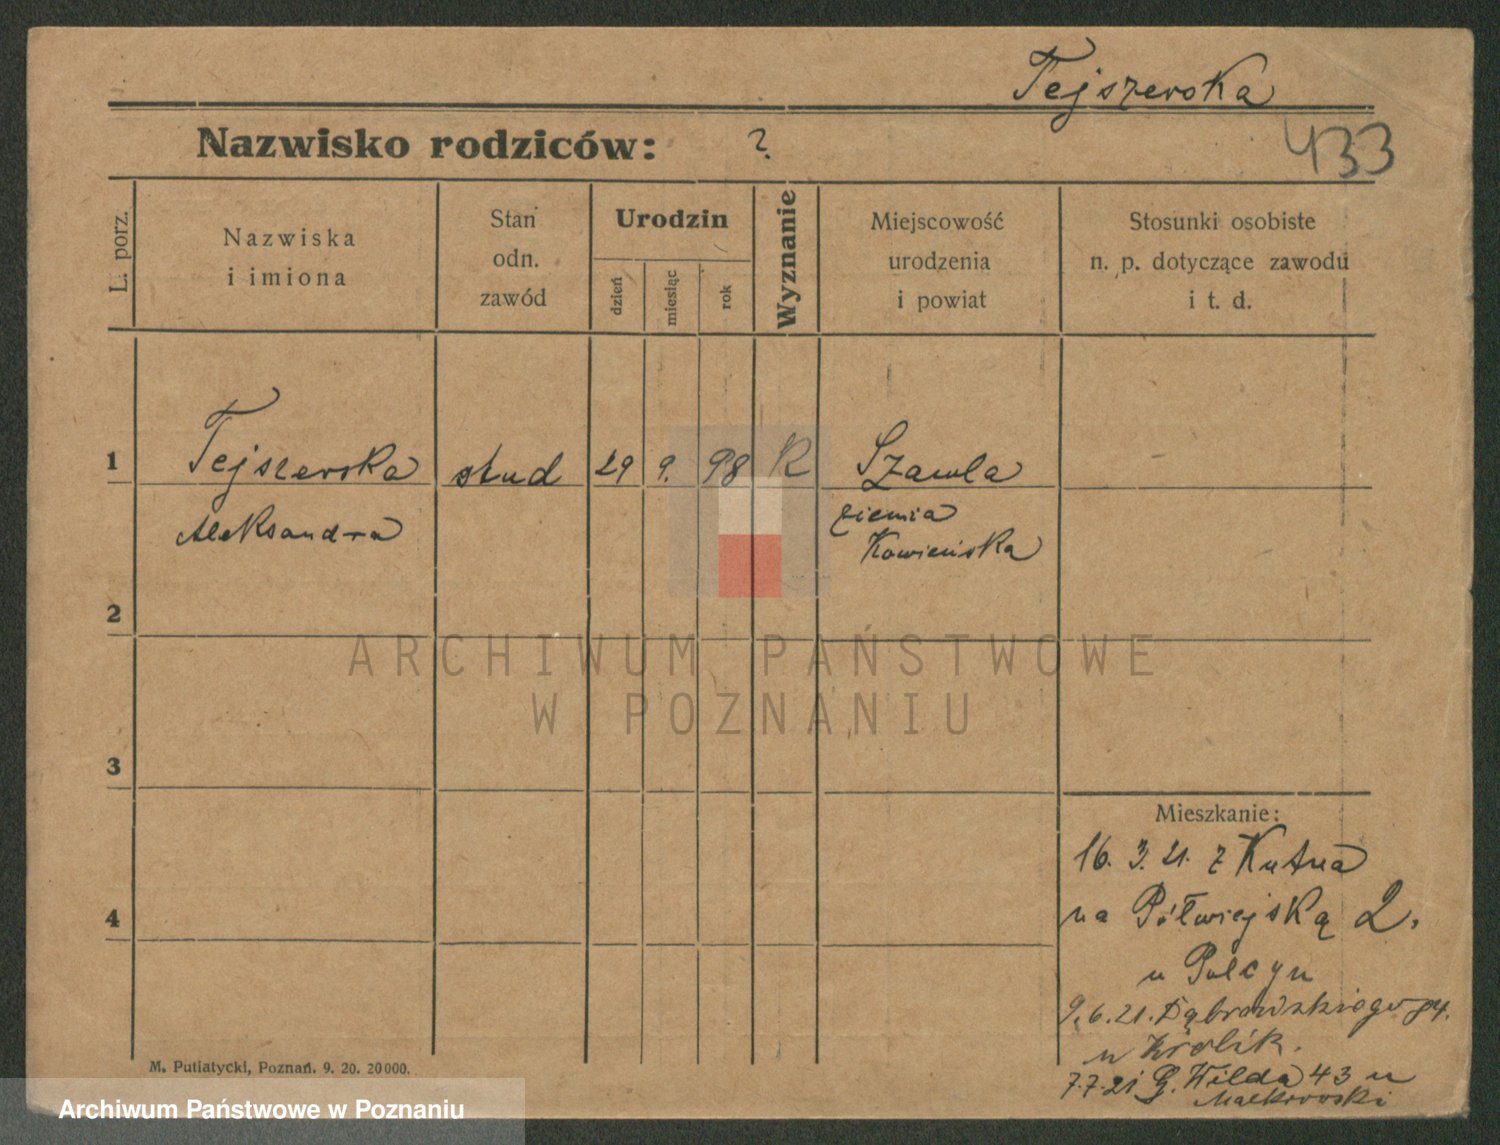 Tejszerska
Nazwisko rodziców: ?
433
L. porz.
Nazwiska
i imiona
Stan
odn.
zawód
Urodzin
dzień
miesiąc
rok
Wyznanie
Miejscowość
urodzenia
i powiat
Stosunki osobiste
n. p. dotyczące zawodu
i t. d.
1 Tejszerska stud 29 9. 98 K Szawla
Aleksandra ziemia
Kowieńska
2
3
4
Mieszkanie:
16. 3. 21. z Kutna
na Półwiejską 2.
u Polcyn
9.6.21. Dąbrowskiego 84.
u Królik.
7.7.21 G. Wilda 43 u
Małkowski
M. Putiatycki, Poznań. 9. 20. 20000.
ARCHIWUM PAŃSTWOWE
W POZNANIU
Archiwum Państwowe w Poznaniu